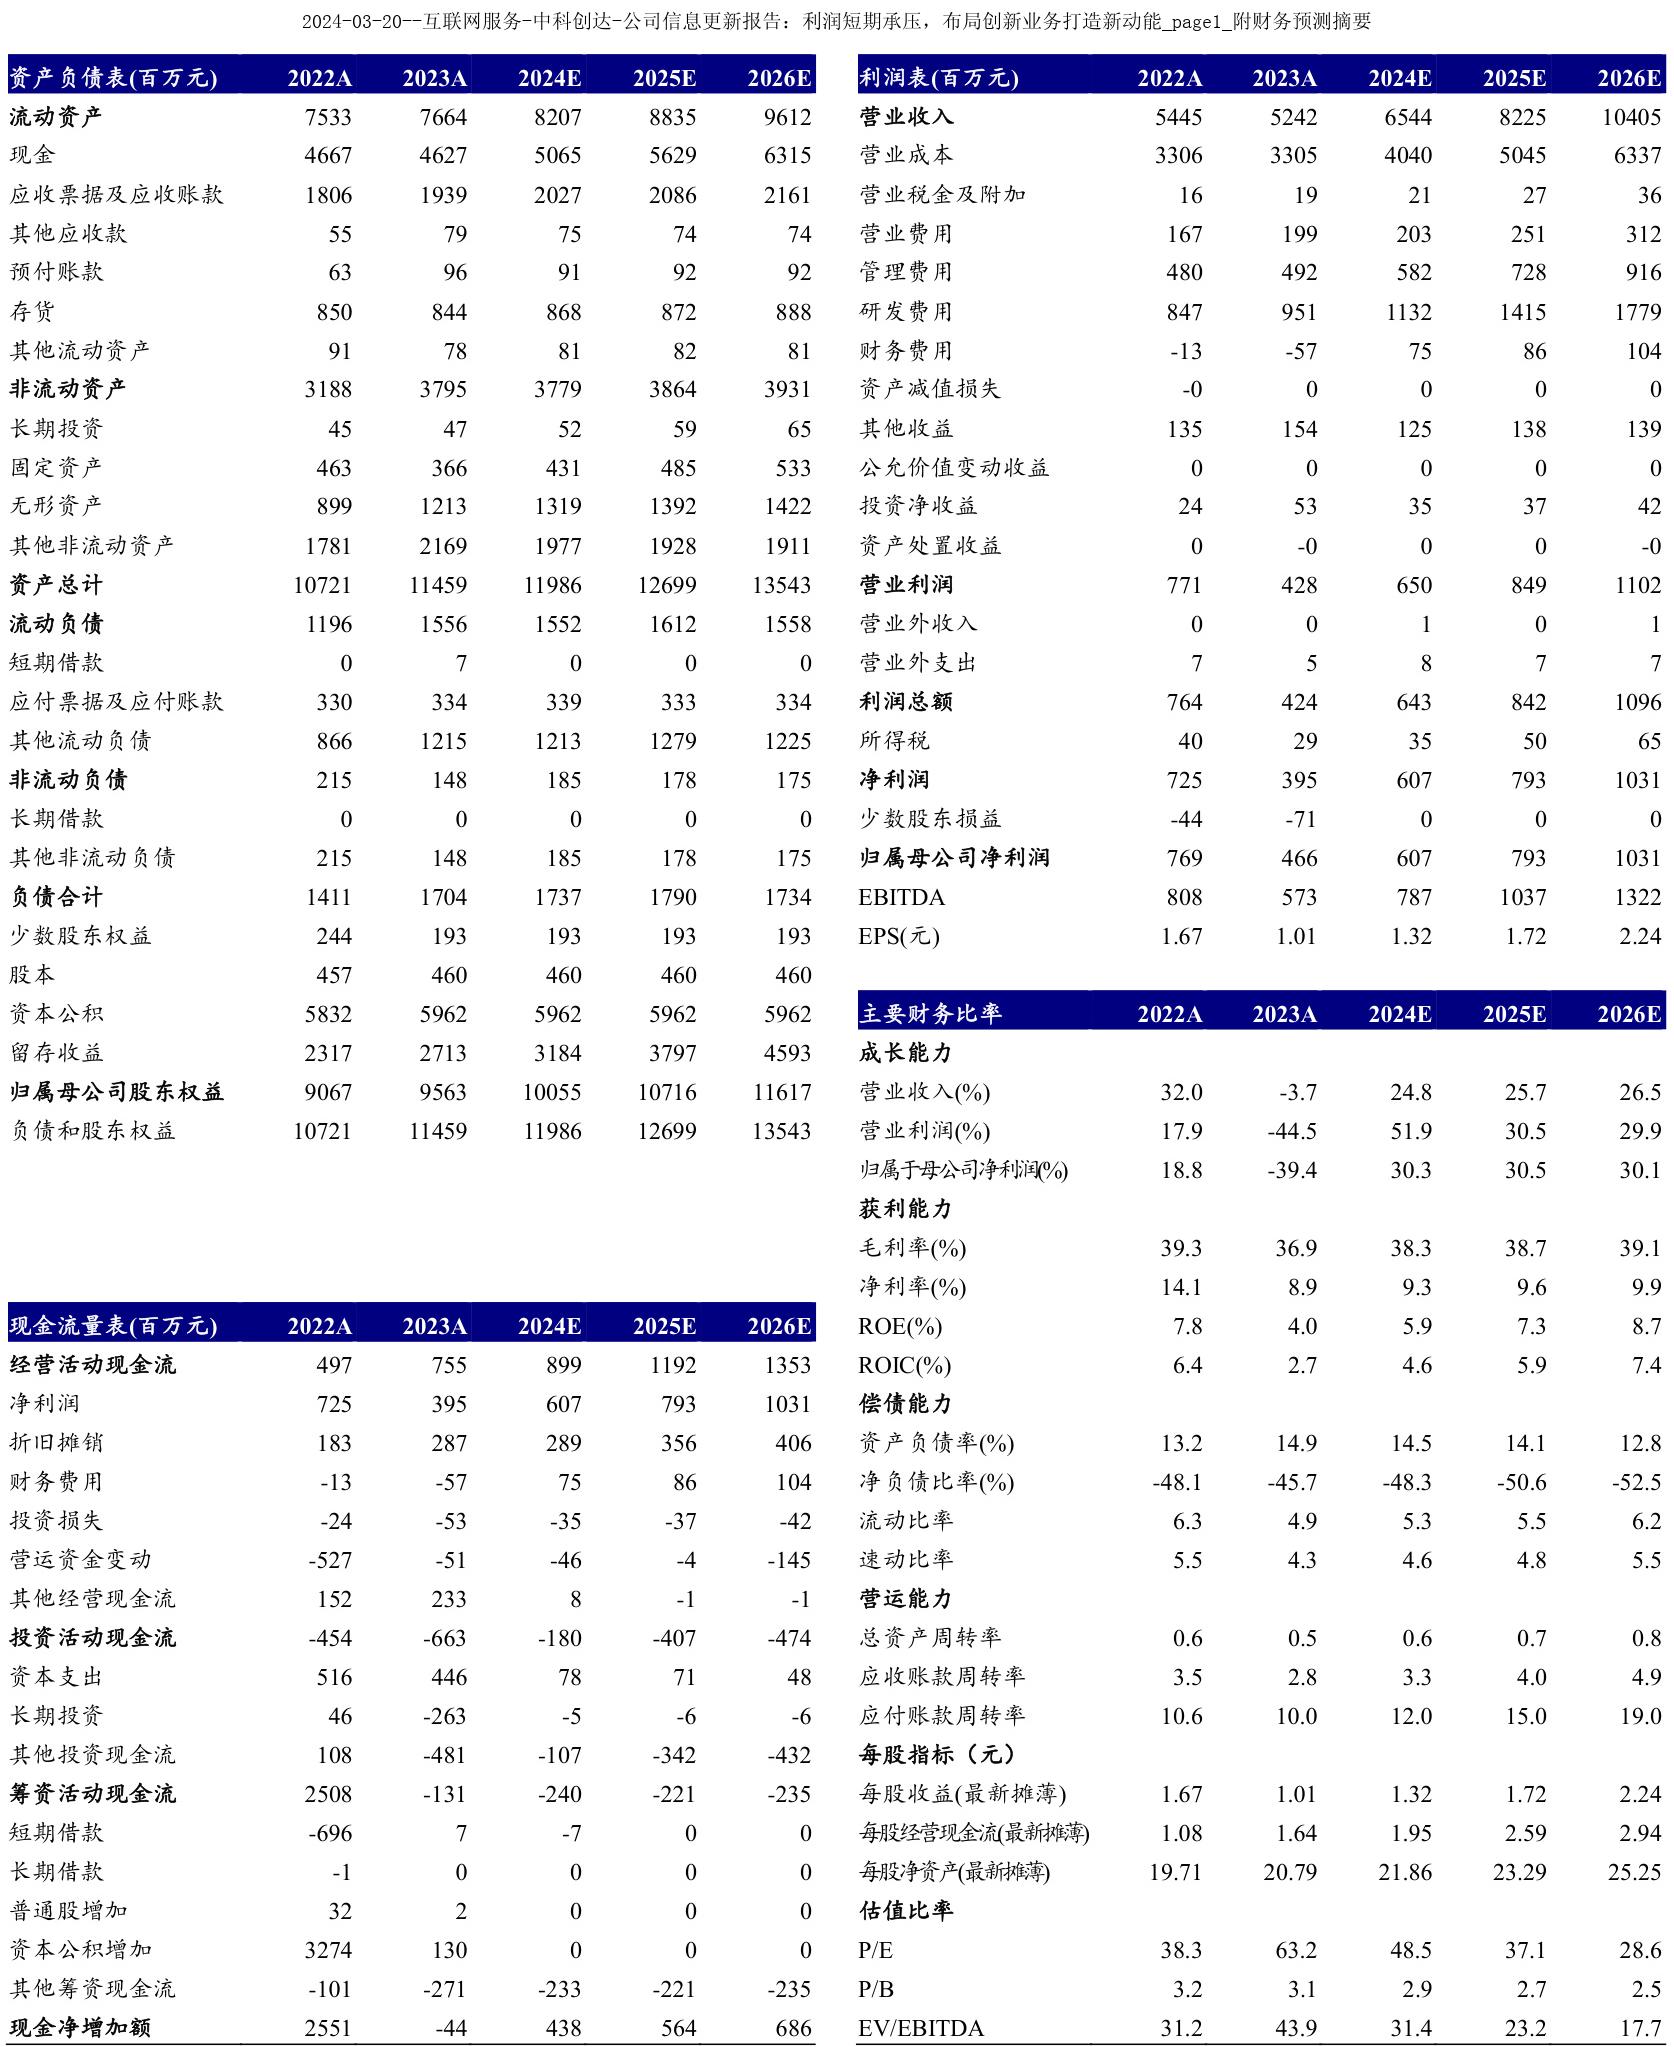 2024-03-20--互联网服务-中科创达-公司信息更新报告：利润短期承压，布局创新业务打造新动能_page1_附财务预测摘要
资产负债表(百万元) 2022A 2023A 2024E 2025E 2026E
流动资产 7533 7664 8207 8835 9612
现金 4667 4627 5065 5629 6315
应收票据及应收账款 1806 1939 2027 2086 2161
其他应收款 55 79 75 74 74
预付账款 63 96 91 92 92
存货 850 844 868 872 888
其他流动资产 91 78 81 82 81
非流动资产 3188 3795 3779 3864 3931
长期投资 45 47 52 59 65
固定资产 463 366 431 485 533
无形资产 899 1213 1319 1392 1422
其他非流动资产 1781 2169 1977 1928 1911
资产总计 10721 11459 11986 12699 13543
流动负债 1196 1556 1552 1612 1558
短期借款 0 7 0 0 0
应付票据及应付账款 330 334 339 333 334
其他流动负债 866 1215 1213 1279 1225
非流动负债 215 148 185 178 175
长期借款 0 0 0 0 0
其他非流动负债 215 148 185 178 175
负债合计 1411 1704 1737 1790 1734
少数股东权益 244 193 193 193 193
股本 457 460 460 460 460
资本公积 5832 5962 5962 5962 5962
留存收益 2317 2713 3184 3797 4593
归属母公司股东权益 9067 9563 10055 10716 11617
负债和股东权益 10721 11459 11986 12699 13543
现金流量表(百万元) 2022A 2023A 2024E 2025E 2026E
经营活动现金流 497 755 899 1192 1353
净利润 725 395 607 793 1031
折旧摊销 183 287 289 356 406
财务费用 -13 -57 75 86 104
投资损失 -24 -53 -35 -37 -42
营运资金变动 -527 -51 -46 -4 -145
其他经营现金流 152 233 8 -1 -1
投资活动现金流 -454 -663 -180 -407 -474
资本支出 516 446 78 71 48
长期投资 46 -263 -5 -6 -6
其他投资现金流 108 -481 -107 -342 -432
筹资活动现金流 2508 -131 -240 -221 -235
短期借款 -696 7 -7 0 0
长期借款 -1 0 0 0 0
普通股增加 32 2 0 0 0
资本公积增加 3274 130 0 0 0
其他筹资现金流 -101 -271 -233 -221 -235
现金净增加额 2551 -44 438 564 686
利润表(百万元) 2022A 2023A 2024E 2025E 2026E
营业收入 5445 5242 6544 8225 10405
营业成本 3306 3305 4040 5045 6337
营业税金及附加 16 19 21 27 36
营业费用 167 199 203 251 312
管理费用 480 492 582 728 916
研发费用 847 951 1132 1415 1779
财务费用 -13 -57 75 86 104
资产减值损失 -0 0 0 0 0
其他收益 135 154 125 138 139
公允价值变动收益 0 0 0 0 0
投资净收益 24 53 35 37 42
资产处置收益 0 -0 0 0 -0
营业利润 771 428 650 849 1102
营业外收入 0 0 1 0 1
营业外支出 7 5 8 7 7
利润总额 764 424 643 842 1096
所得税 40 29 35 50 65
净利润 725 395 607 793 1031
少数股东损益 -44 -71 0 0 0
归属母公司净利润 769 466 607 793 1031
EBITDA 808 573 787 1037 1322
EPS(元) 1.67 1.01 1.32 1.72 2.24
主要财务比率 2022A 2023A 2024E 2025E 2026E
成长能力
营业收入(%) 32.0 -3.7 24.8 25.7 26.5
营业利润(%) 17.9 -44.5 51.9 30.5 29.9
归属于母公司净利润(%) 18.8 -39.4 30.3 30.5 30.1
获利能力
毛利率(%) 39.3 36.9 38.3 38.7 39.1
净利率(%) 14.1 8.9 9.3 9.6 9.9
ROE(%) 7.8 4.0 5.9 7.3 8.7
ROIC(%) 6.4 2.7 4.6 5.9 7.4
偿债能力
资产负债率(%) 13.2 14.9 14.5 14.1 12.8
净负债比率(%) -48.1 -45.7 -48.3 -50.6 -52.5
流动比率 6.3 4.9 5.3 5.5 6.2
速动比率 5.5 4.3 4.6 4.8 5.5
营运能力
总资产周转率 0.6 0.5 0.6 0.7 0.8
应收账款周转率 3.5 2.8 3.3 4.0 4.9
应付账款周转率 10.6 10.0 12.0 15.0 19.0
每股指标（元）
每股收益(最新摊薄) 1.67 1.01 1.32 1.72 2.24
每股经营现金流(最新摊薄) 1.08 1.64 1.95 2.59 2.94
每股净资产(最新摊薄) 19.71 20.79 21.86 23.29 25.25
估值比率
P/E 38.3 63.2 48.5 37.1 28.6
P/B 3.2 3.1 2.9 2.7 2.5
EV/EBITDA 31.2 43.9 31.4 23.2 17.7